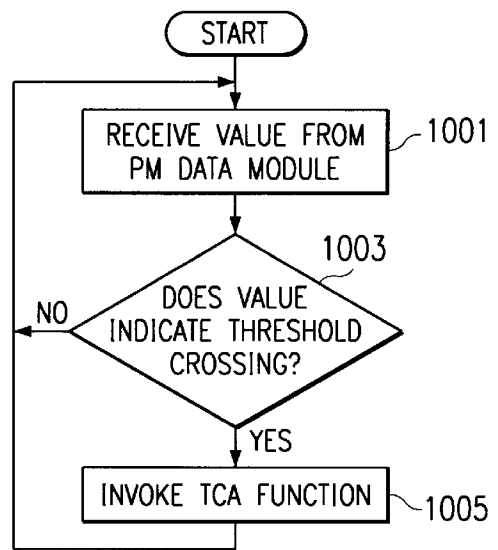 START
RECEIVE VALUE FROM
PM DATA MODULE
1001
1003
DOES VALUE
INDICATE THRESHOLD
CROSSING?
NO
YES
INVOKE TCA FUNCTION
1005